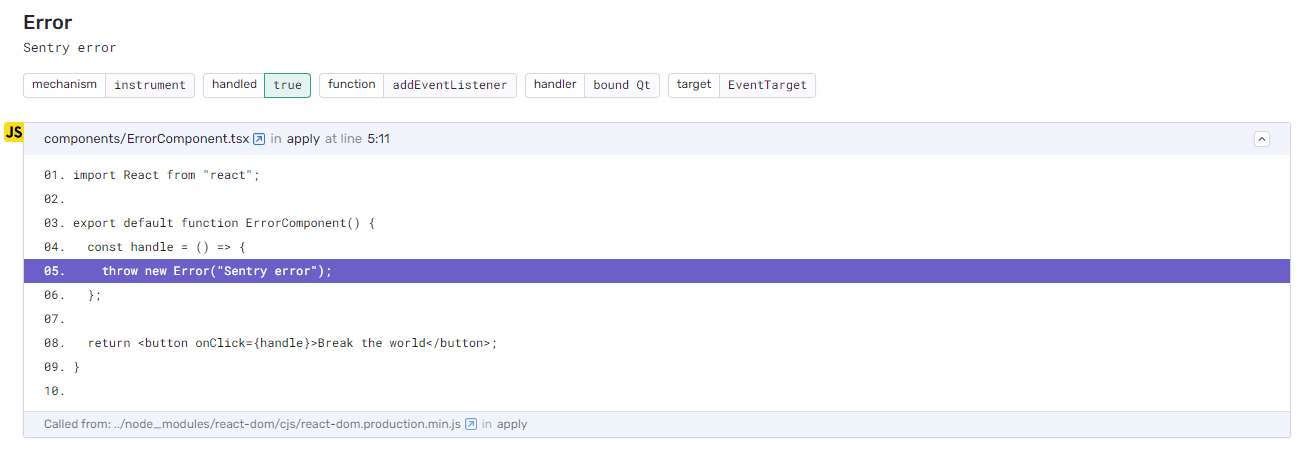 Error
Sentry error
mechanism instrument handled true function addEventListener handler bound Qt target EventTarget
JS components/ErrorComponent.tsx in apply at line 5:11
01. import React from "react";
02.
03. export default function ErrorComponent() {
04.   const handle = () => {
05.     throw new Error("Sentry error");
06.   };
07.
08.   return <button onClick={handle}>Break the world</button>;
09. }
10.
Called from: ../node_modules/react-dom/cjs/react-dom.production.min.js in apply